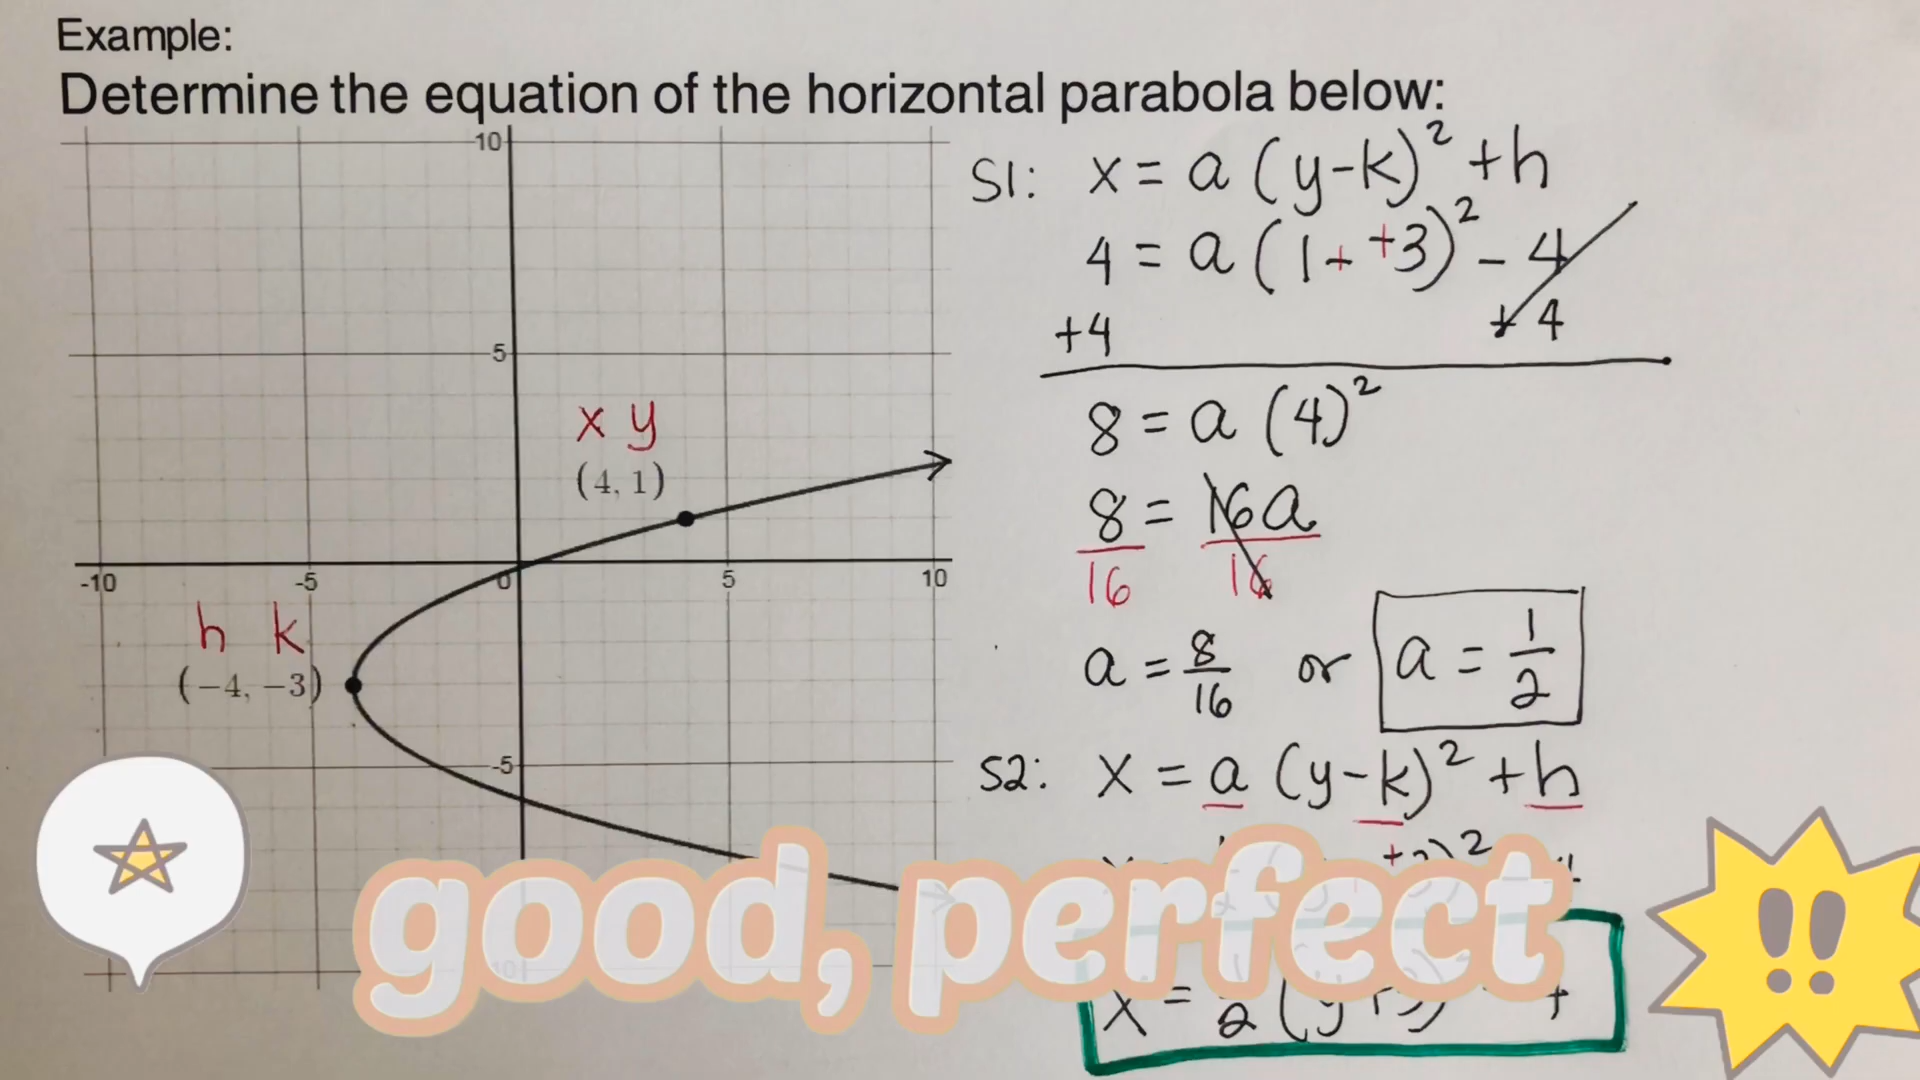 Example:
Determine the equation of the horizontal parabola below:
10
5
-10 -5 0 5 10
-5
x y
(4, 1)
h k
(-4, -3)
S1: x = a (y-k)² + h
4 = a (1 + +3)² - 4
+4 +4
8 = a (4)²
8 = 16a
16 16
a = 8/16 or a = 1/2
S2: x = a (y-k)² + h
good, perfect
!!